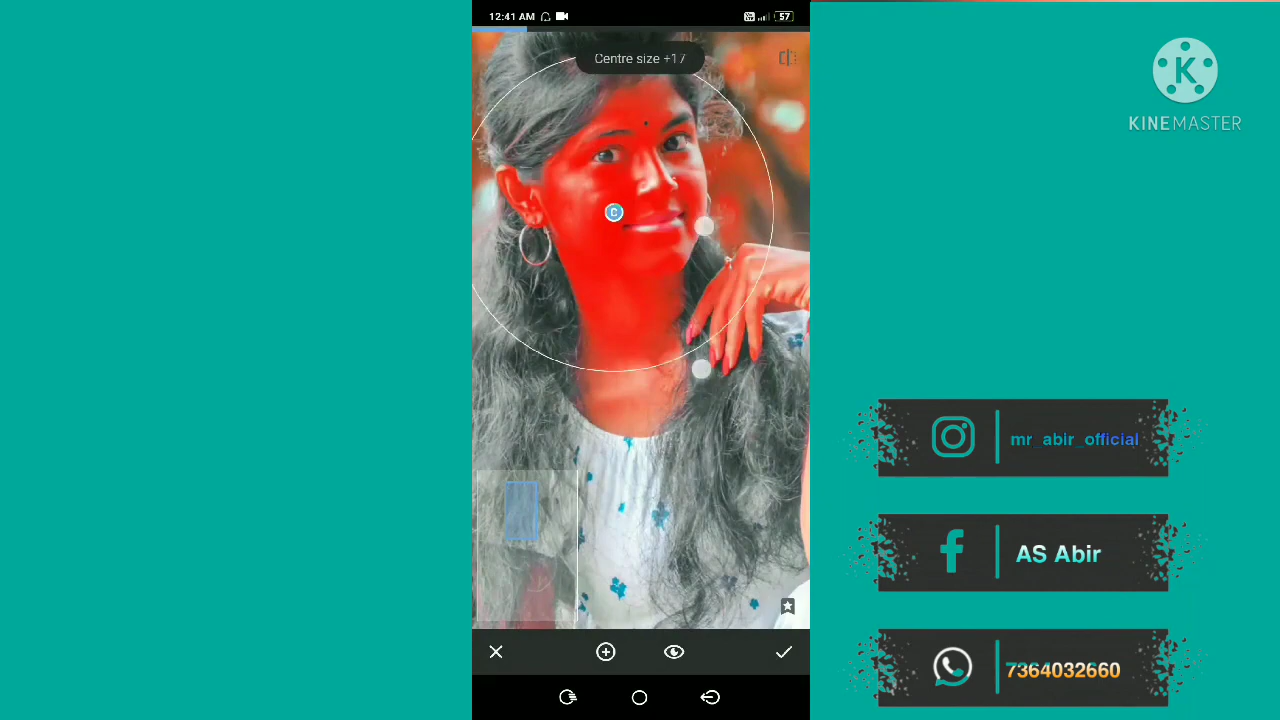 12:41 AM
57
Centre size +17
C
K
KINEMASTER
mr_abir_official
AS Abir
7364032660